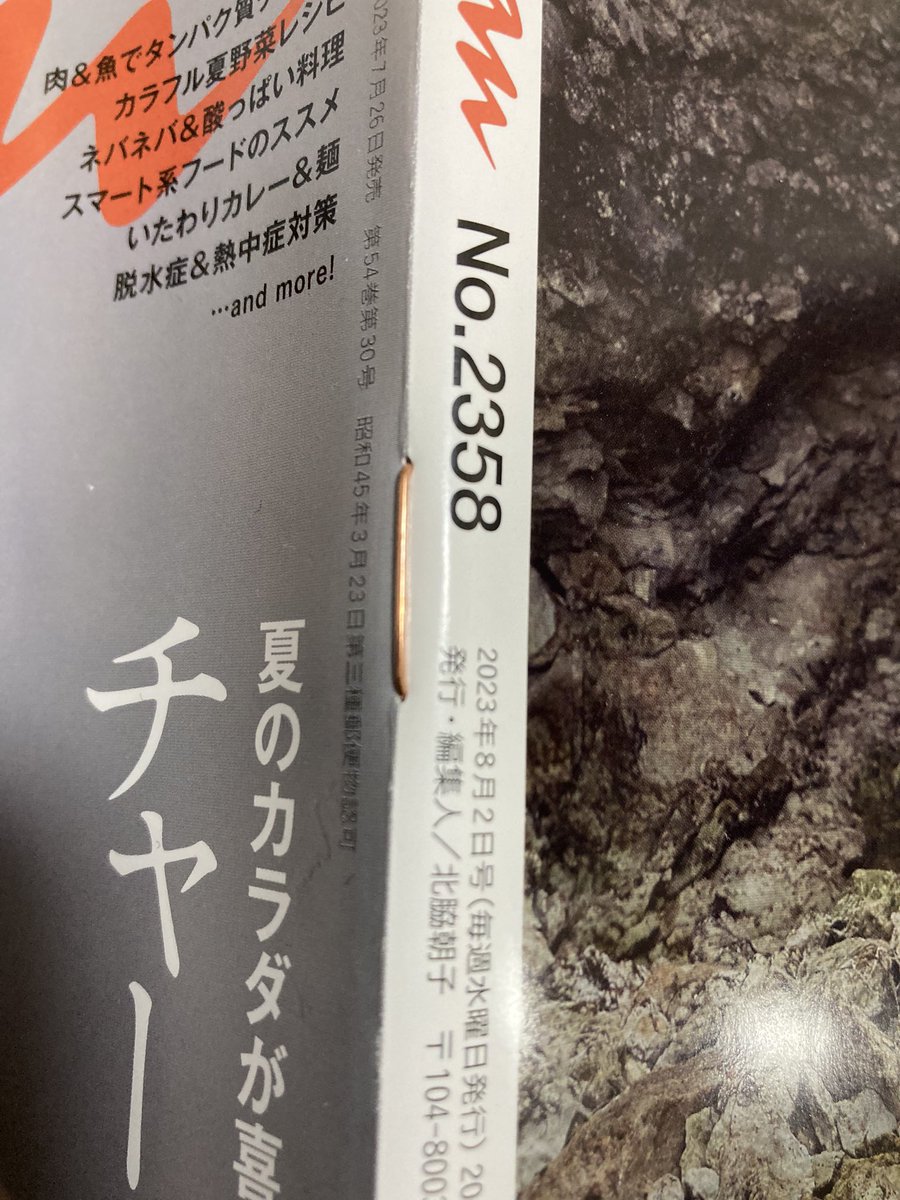 肉&魚でタンパク質
カラフル夏野菜レシピ
ネバネバ&酸っぱい料理
スマート系フードのススメ
いたわりカレー&麺
脱水症&熱中症対策
…and more!
2023年7月26日発売 第54巻第30号 昭和45年3月23日第三種郵便物認可
夏のカラダが喜
チャー
No.2358
2023年8月2日号(毎週水曜日発行) 20
発行・編集人/北脇朝子 〒104-8003